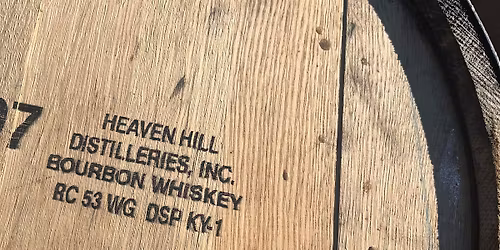 97
HEAVEN HILL
DISTILLERIES, INC.
BOURBON WHISKEY
RC 53 WG DSP KY-1